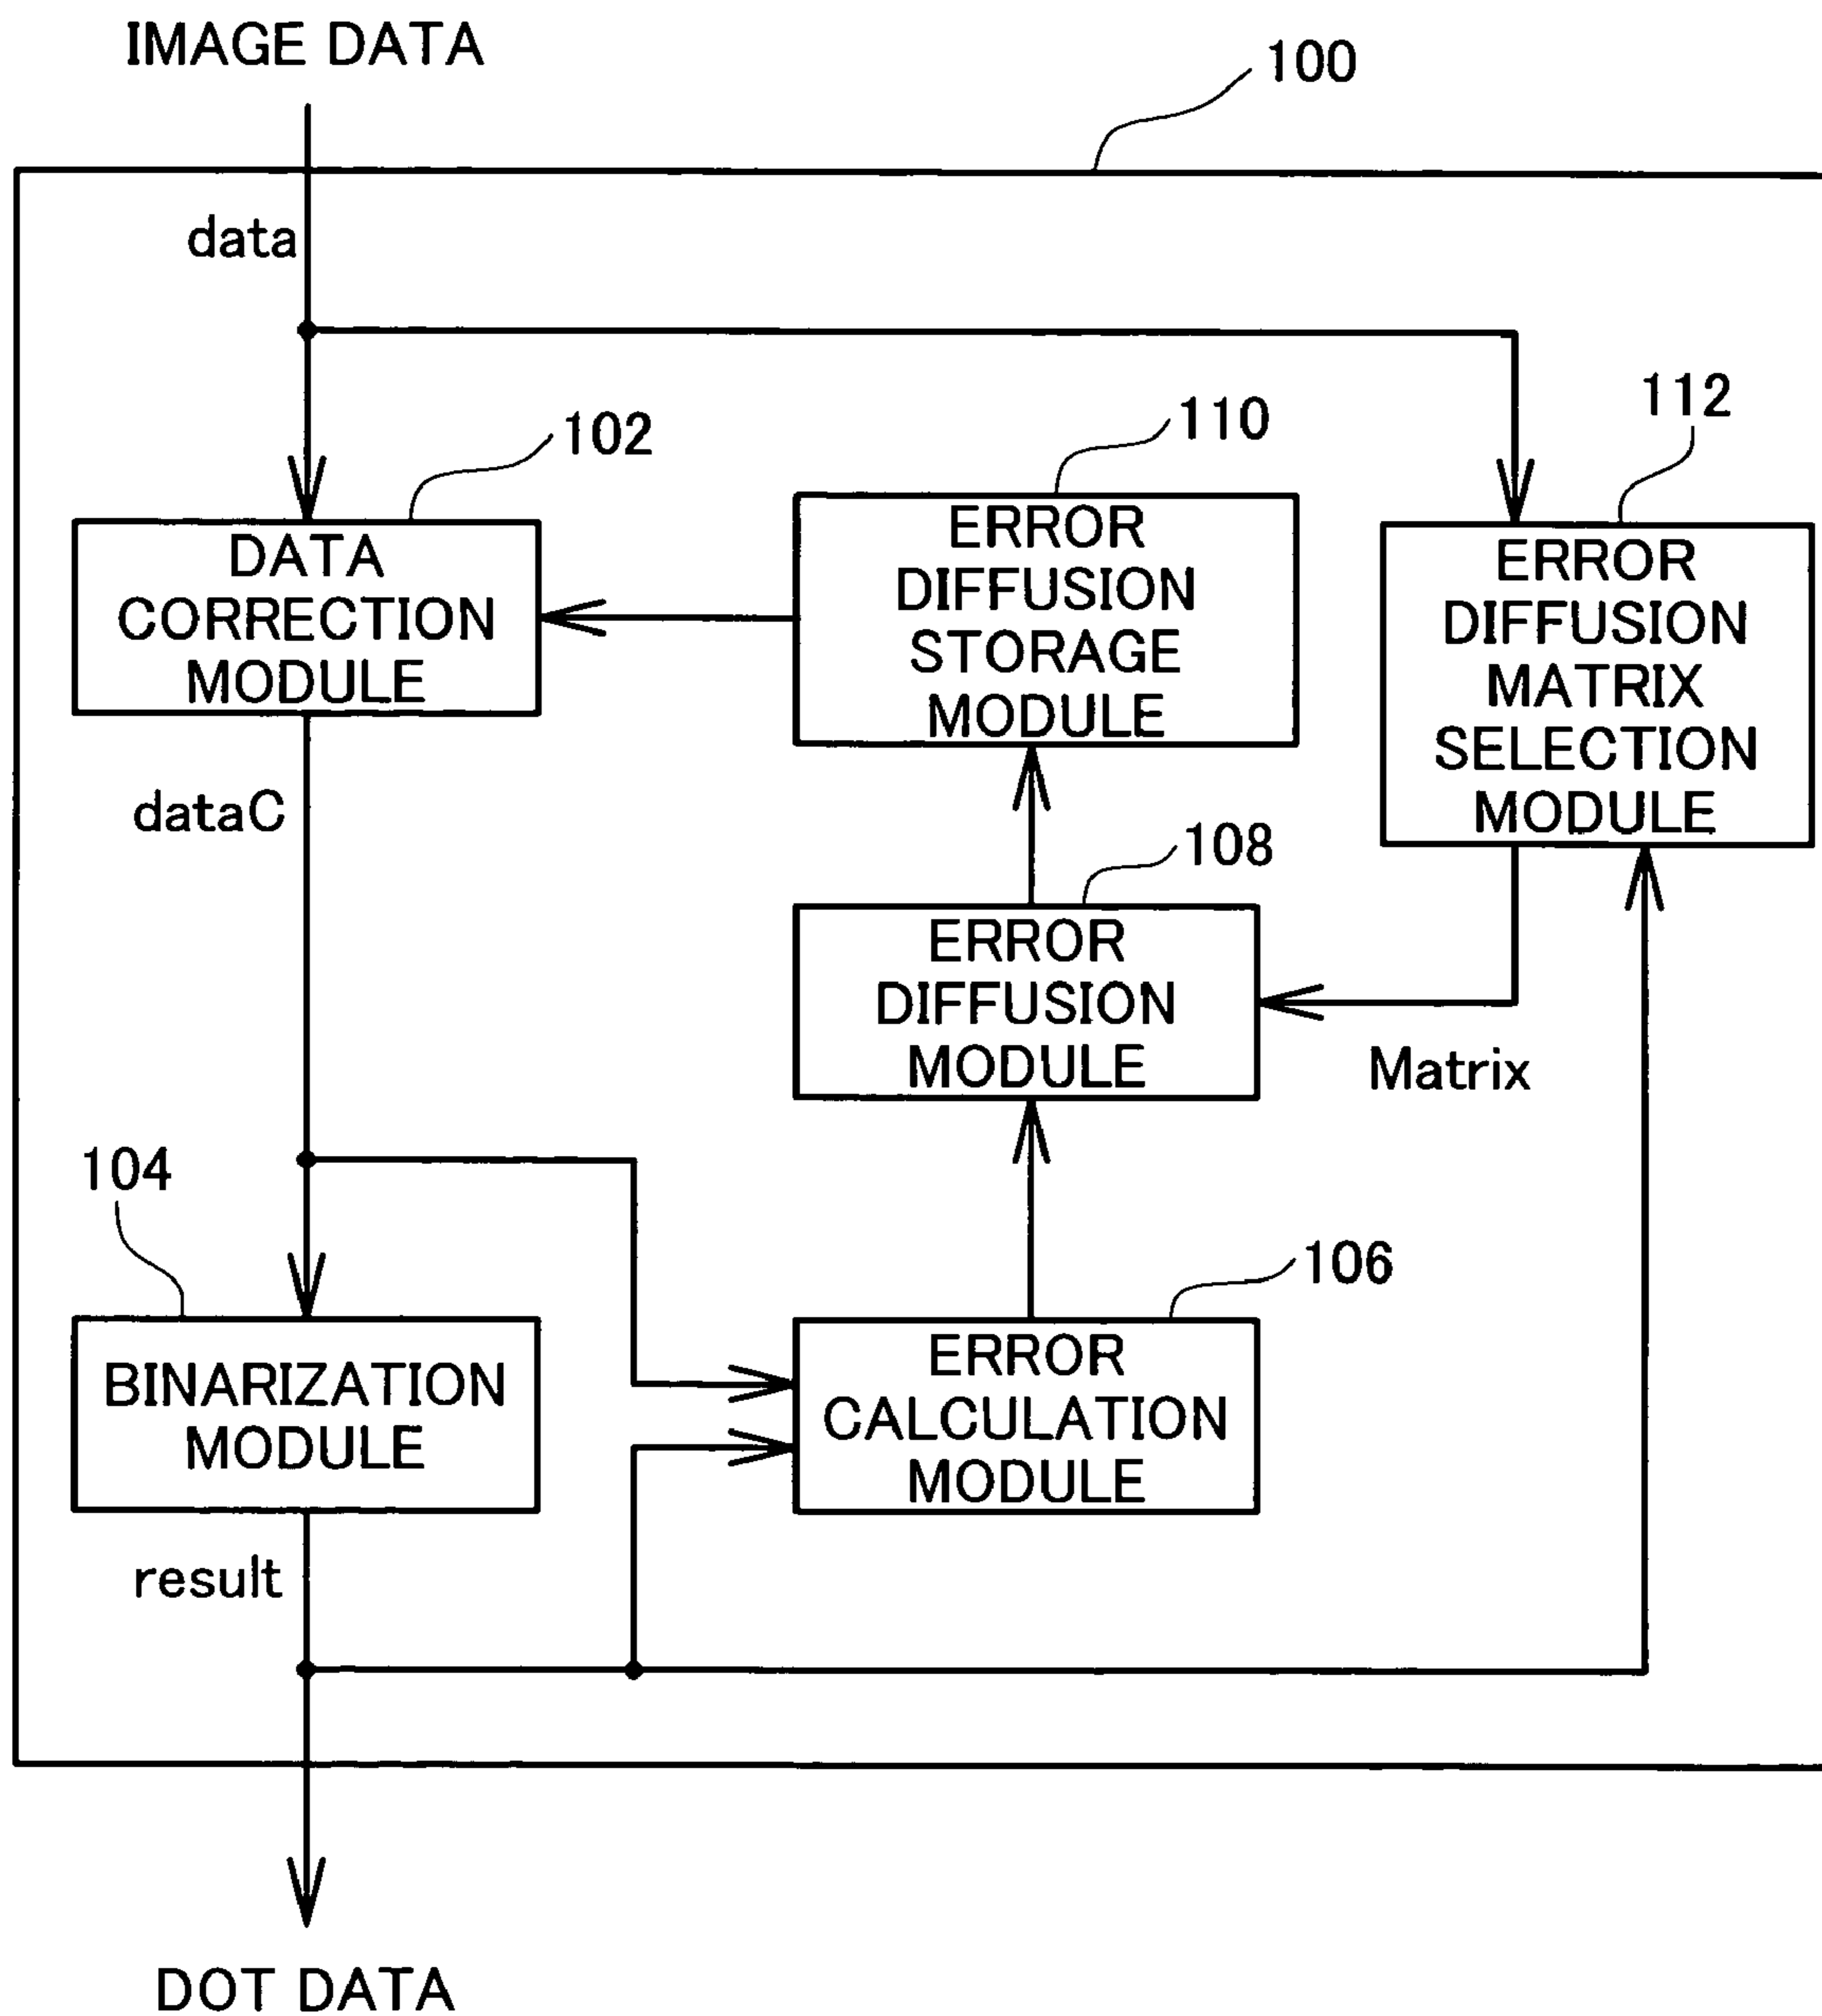 IMAGE DATA
100
data
102
110
112
DATA
CORRECTION
MODULE
ERROR
DIFFUSION
STORAGE
MODULE
ERROR
DIFFUSION
MATRIX
SELECTION
MODULE
dataC
108
ERROR
DIFFUSION
MODULE
Matrix
104
106
BINARIZATION
MODULE
ERROR
CALCULATION
MODULE
result
DOT DATA